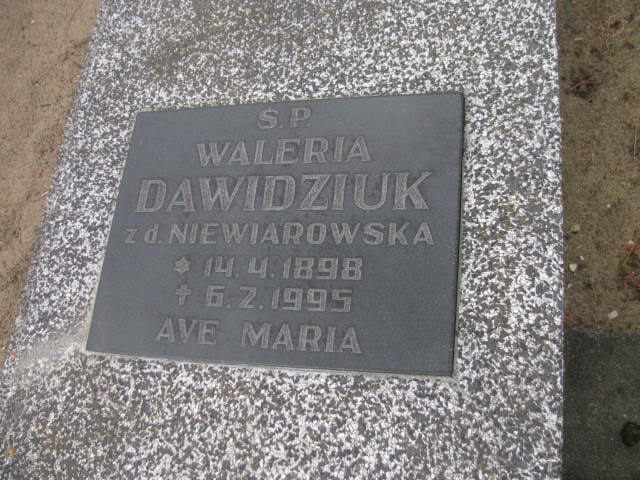 Ś.P.
WALERIA
DAWIDZIUK
z d. NIEWIAROWSKA
* 14.4.1898
✝ 6.2.1995
AVE MARIA